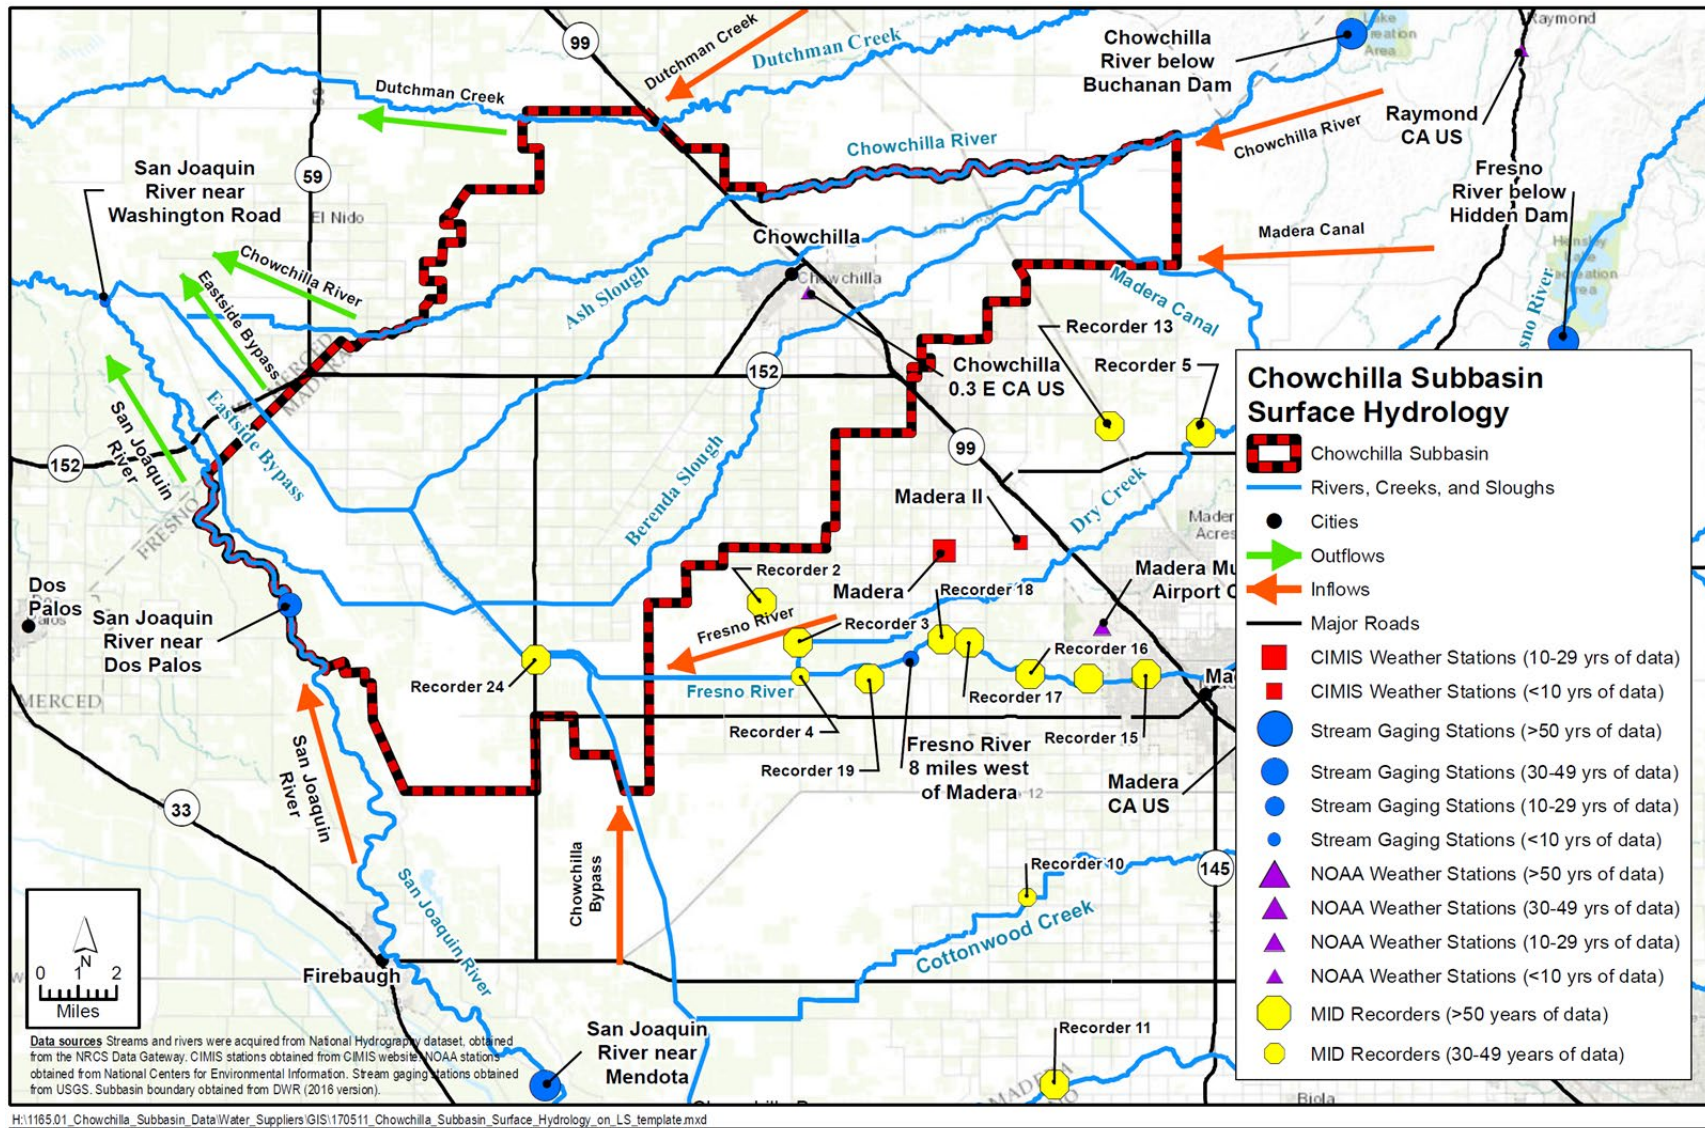 99
Dutchman Creek
Dutchman Creek
Dutchman Creek
Chowchilla
River below
Buchanan Dam
Raymond
Raymond
CA US
Chowchilla River
Chowchilla River
59
San Joaquin
River near
Washington Road
El Nido
Fresno
River below
Hidden Dam
Madera Canal
Madera Canal
Chowchilla
Chowchilla
Chowchilla River
Eastside Bypass
Ash Slough
Recorder 13
Recorder 5
Chowchilla
0.3 E CA US
152
MERCED
MADERA
San Joaquin
River
Eastside Bypass
152
FRESNO
Berenda Slough
99
Madera II
Dry Creek
Madera
Acres
Recorder 2
Madera
Madera Mu
Airport C
Recorder 18
Fresno River
Recorder 3
Dos
Palos
San Joaquin
River near
Dos Palos
Recorder 24
Fresno River
Recorder 16
Recorder 17
Recorder 4
Recorder 15
Recorder 19
Fresno River
8 miles west
of Madera
Ma
Madera
CA US
MERCED
33
San Joaquin
River
Chowchilla
Bypass
San Joaquin River
Recorder 10
Cottonwood Creek
145
Firebaugh
San Joaquin
River near
Mendota
Recorder 11
MADERA
Biola
0 1 2
N
Miles
Chowchilla Subbasin
Surface Hydrology
Chowchilla Subbasin
Rivers, Creeks, and Sloughs
Cities
Outflows
Inflows
Major Roads
CIMIS Weather Stations (10-29 yrs of data)
CIMIS Weather Stations (<10 yrs of data)
Stream Gaging Stations (>50 yrs of data)
Stream Gaging Stations (30-49 yrs of data)
Stream Gaging Stations (10-29 yrs of data)
Stream Gaging Stations (<10 yrs of data)
NOAA Weather Stations (>50 yrs of data)
NOAA Weather Stations (30-49 yrs of data)
NOAA Weather Stations (10-29 yrs of data)
NOAA Weather Stations (<10 yrs of data)
MID Recorders (>50 years of data)
MID Recorders (30-49 years of data)
Data sources Streams and rivers were acquired from National Hydrography dataset, obtained
from the NRCS Data Gateway. CIMIS stations obtained from CIMIS website. NOAA stations
obtained from National Centers for Environmental Information. Stream gaging stations obtained
from USGS. Subbasin boundary obtained from DWR (2016 version).
H:\1165.01_Chowchilla_Subbasin_Data\Water_Suppliers\GIS\170511_Chowchilla_Subbasin_Surface_Hydrology_on_LS_template.mxd